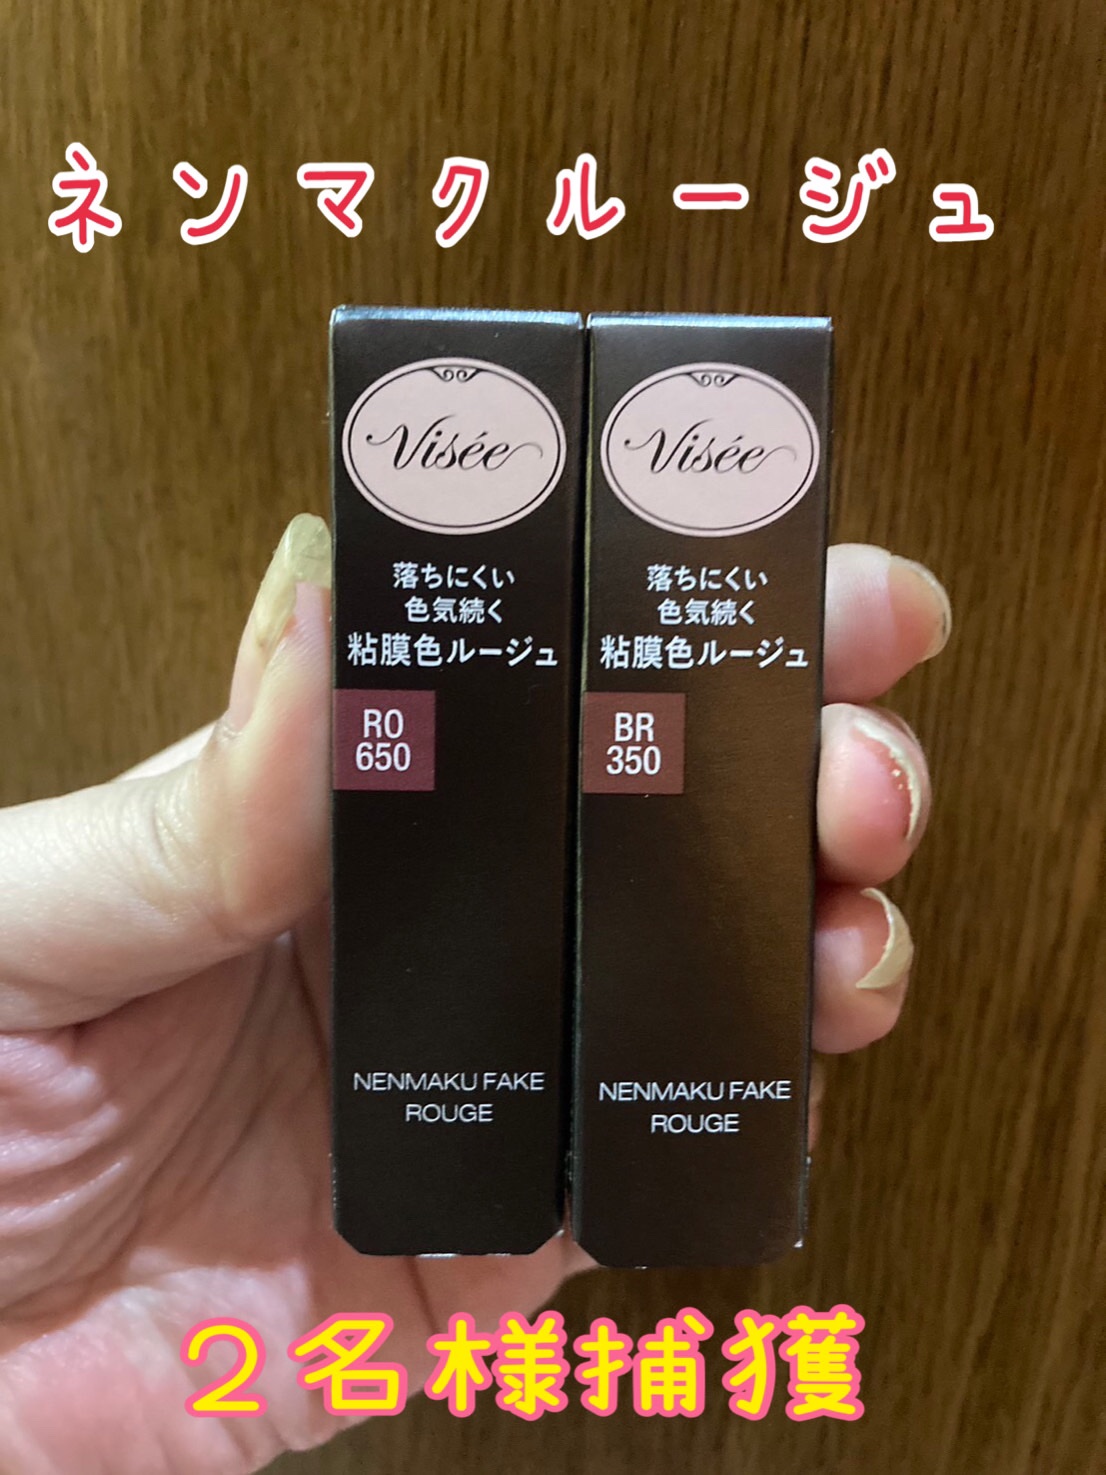 ネンマクルージュ
Visée
落ちにくい
色気続く
粘膜色ルージュ
RO
650
NENMAKU FAKE
ROUGE
Visée
落ちにくい
色気続く
粘膜色ルージュ
BR
350
NENMAKU FAKE
ROUGE
2名様捕獲